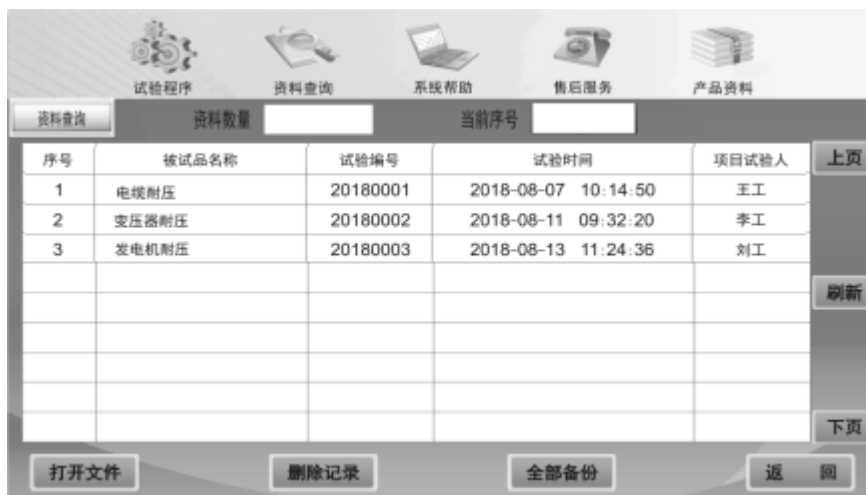 试验程序 资料查询 系统帮助 售后服务 产品资料
资料查询 资料数量 当前序号
序号 被试品名称 试验编号 试验时间 项目试验人 上页
1 电缆耐压 20180001 2018-08-07 10:14:50 王工
2 变压器耐压 20180002 2018-08-11 09:32:20 李工
3 发电机耐压 20180003 2018-08-13 11:24:36 刘工
刷新
下页
打开文件 删除记录 全部备份 返 回